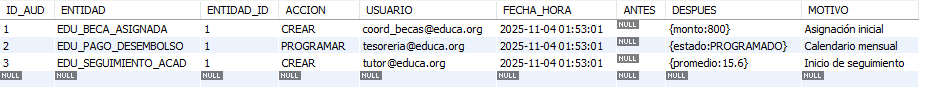 ID_AUD ENTIDAD ENTIDAD_ID ACCION USUARIO FECHA_HORA ANTES DESPUES MOTIVO
1 EDU_BECA_ASIGNADA 1 CREAR coord_becas@educa.org 2025-11-04 01:53:01 NULL {monto:800} Asignación inicial
2 EDU_PAGO_DESEMBOLSO 1 PROGRAMAR tesoreria@educa.org 2025-11-04 01:53:01 NULL {estado:PROGRAMADO} Calendario mensual
3 EDU_SEGUIMIENTO_ACAD 1 CREAR tutor@educa.org 2025-11-04 01:53:01 NULL {promedio:15.6} Inicio de seguimiento
NULL NULL NULL NULL NULL NULL NULL NULL NULL